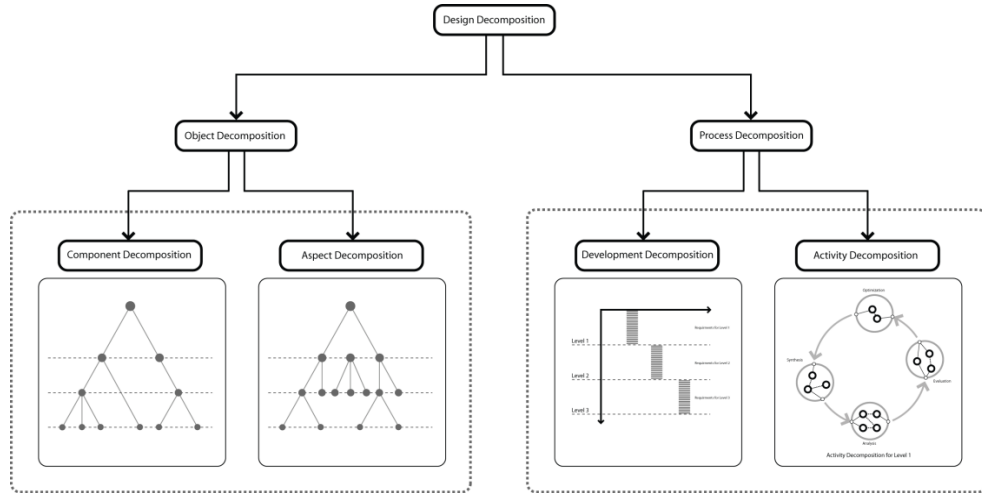 Design Decomposition
Object Decomposition
Process Decomposition
Component Decomposition
Aspect Decomposition
Development Decomposition
Activity Decomposition
Level 1
Level 2
Level 3
Optimization
Synthesis
Evaluation
Analysis
Activity Decomposition for Level 1